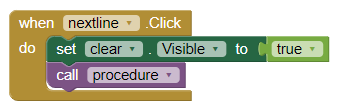 when nextline .Click
do set clear . Visible to true
call procedure